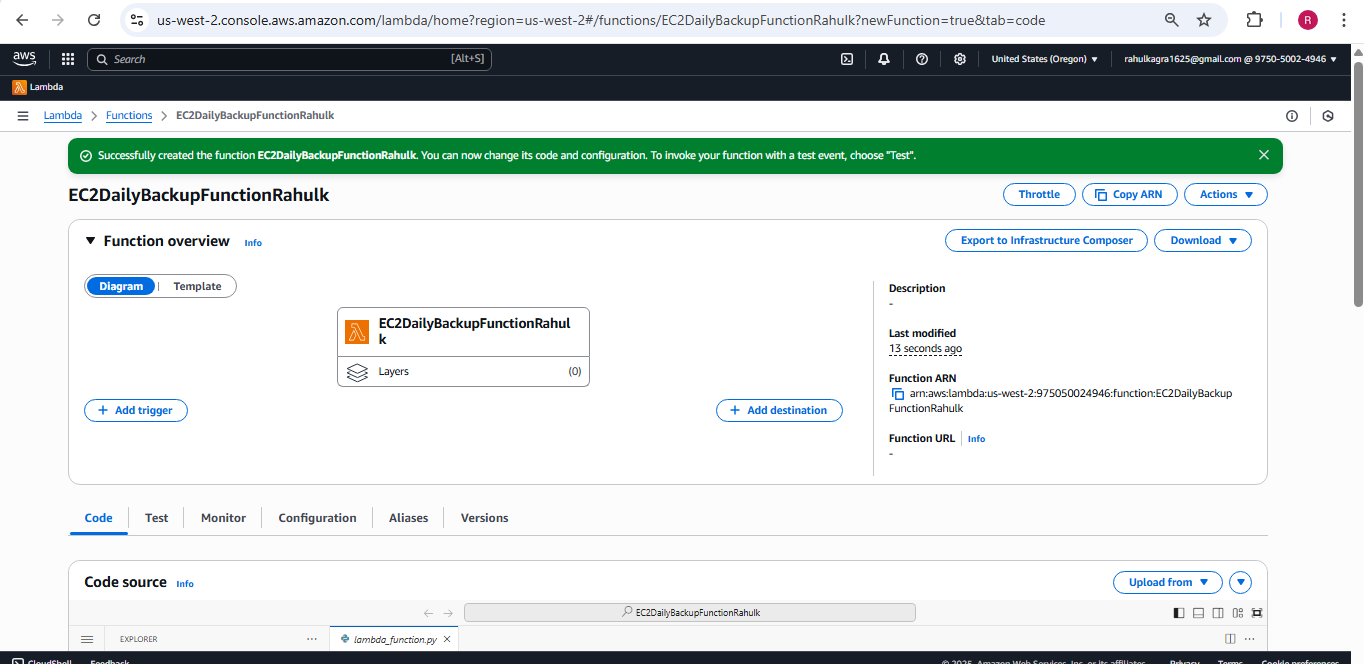 us-west-2.console.aws.amazon.com/lambda/home?region=us-west-2#/functions/EC2DailyBackupFunctionRahulk?newFunction=true&tab=code
R
aws
Search
[Alt+S]
United States (Oregon)
rahulkagra1625@gmail.com @ 9750-5002-4946
Lambda
Lambda > Functions > EC2DailyBackupFunctionRahulk
Successfully created the function EC2DailyBackupFunctionRahulk. You can now change its code and configuration. To invoke your function with a test event, choose "Test".
EC2DailyBackupFunctionRahulk
Throttle
Copy ARN
Actions
Function overview
Info
Export to Infrastructure Composer
Download
Diagram
Template
EC2DailyBackupFunctionRahul
k
Layers
(0)
+ Add trigger
+ Add destination
Description
-
Last modified
13 seconds ago
Function ARN
arn:aws:lambda:us-west-2:975050024946:function:EC2DailyBackup
FunctionRahulk
Function URL
Info
-
Code
Test
Monitor
Configuration
Aliases
Versions
Code source
Info
Upload from
EC2DailyBackupFunctionRahulk
EXPLORER
lambda_function.py
CloudShell
Feedback
© 2025, Amazon Web Services, Inc. or its affiliates.
Privacy
Terms
Cookie preferences